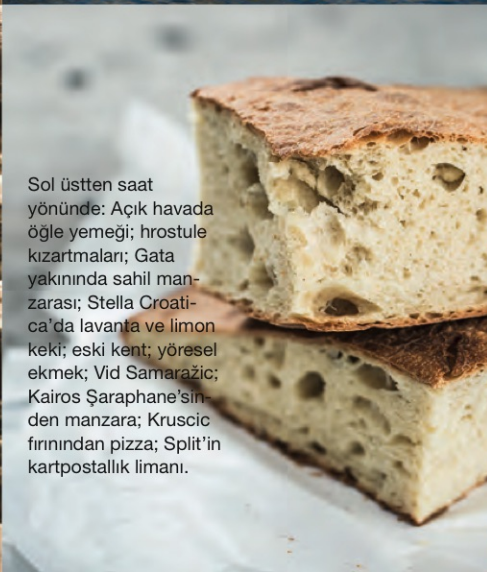 Sol üstten saat
yönünde: Açık havada
öğle yemeği; hrostule
kızartmaları; Gata
yakınında sahil man-
zarası; Stella Croati-
ca’da lavanta ve limon
keki; eski kent; yöresel
ekmek; Vid Samaražic;
Kairos Şaraphane’sin-
den manzara; Kruscic
fırınından pizza; Split’in
kartpostallık limanı.